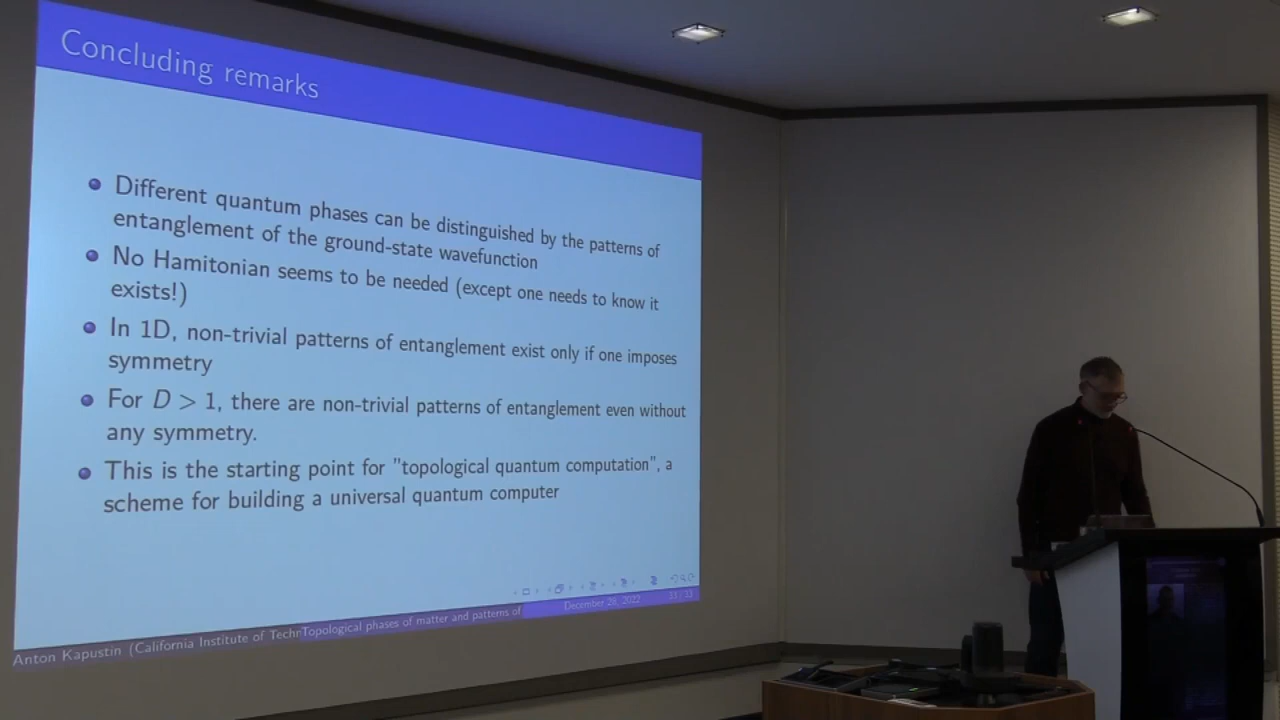 Concluding remarks
Different quantum phases can be distinguished by the patterns of
entanglement of the ground-state wavefunction
No Hamitonian seems to be needed (except one needs to know it
exists!)
In 1D, non-trivial patterns of entanglement exist only if one imposes
symmetry
For D > 1, there are non-trivial patterns of entanglement even without
any symmetry.
This is the starting point for "topological quantum computation", a
scheme for building a universal quantum computer
Anton Kapustin (California Institute of Techn Topological phases of matter and patterns of December 28, 2022 33 / 33